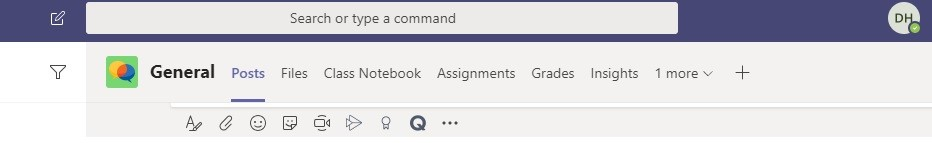 Search or type a command
DH
General Posts Files Class Notebook Assignments Grades Insights 1 more